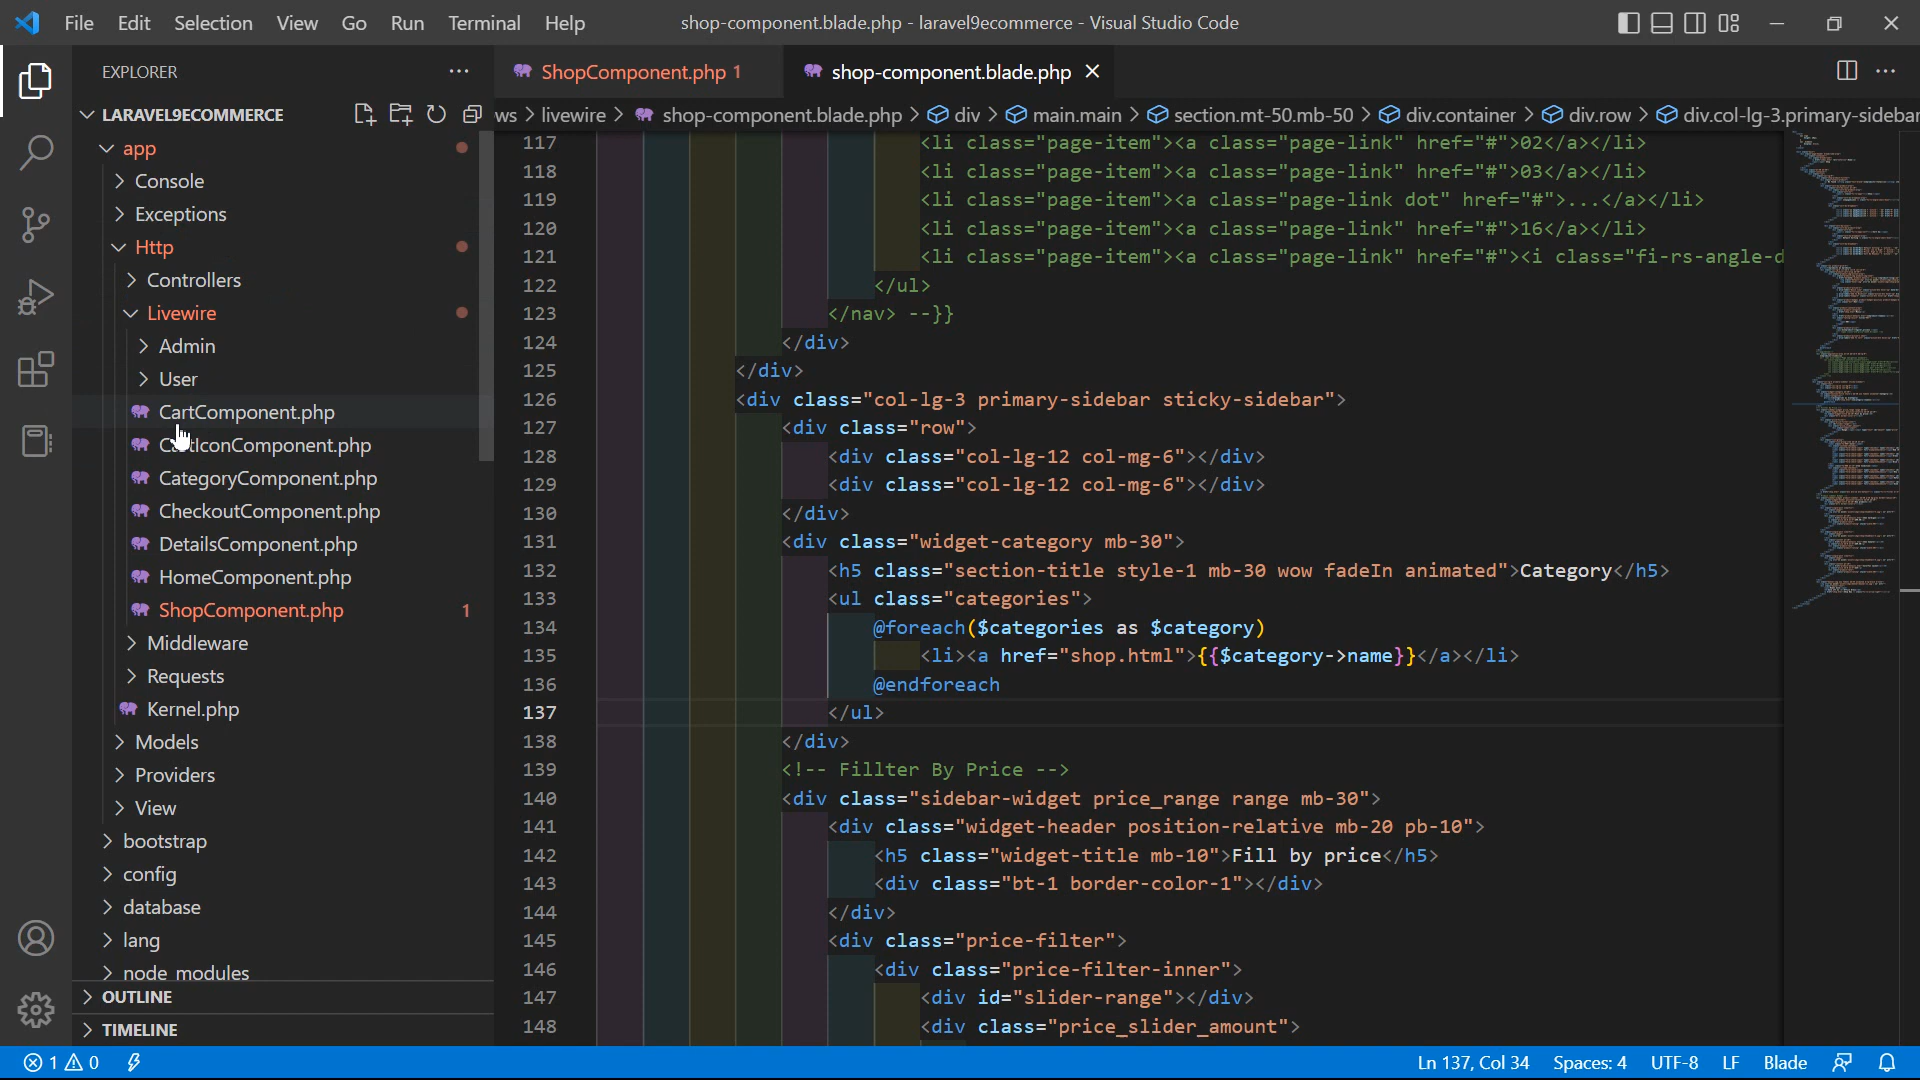 File Edit Selection View Go Run Terminal Help
shop-component.blade.php - laravel9ecommerce - Visual Studio Code
EXPLORER
LARAVEL9ECOMMERCE
app
Console
Exceptions
Http
Controllers
Livewire
Admin
User
CartComponent.php
CartIconComponent.php
CategoryComponent.php
CheckoutComponent.php
DetailsComponent.php
HomeComponent.php
ShopComponent.php 1
Middleware
Requests
Kernel.php
Models
Providers
View
bootstrap
config
database
lang
node_modules
OUTLINE
TIMELINE
ShopComponent.php 1
shop-component.blade.php
ws > livewire > shop-component.blade.php > div > main.main > section.mt-50.mb-50 > div.container > div.row > div.col-lg-3.primary-sidebar
117 <li class="page-item"><a class="page-link" href="#">02</a></li>
118 <li class="page-item"><a class="page-link" href="#">03</a></li>
119 <li class="page-item"><a class="page-link dot" href="#">...</a></li>
120 <li class="page-item"><a class="page-link" href="#">16</a></li>
121 <li class="page-item"><a class="page-link" href="#"><i class="fi-rs-angle-d
122 </ul>
123 </nav> --}}
124 </div>
125 </div>
126 <div class="col-lg-3 primary-sidebar sticky-sidebar">
127 <div class="row">
128 <div class="col-lg-12 col-mg-6"></div>
129 <div class="col-lg-12 col-mg-6"></div>
130 </div>
131 <div class="widget-category mb-30">
132 <h5 class="section-title style-1 mb-30 wow fadeIn animated">Category</h5>
133 <ul class="categories">
134 @foreach($categories as $category)
135 <li><a href="shop.html">{{$category->name}}</a></li>
136 @endforeach
137 </ul>
138 </div>
139 <!-- Fillter By Price -->
140 <div class="sidebar-widget price_range range mb-30">
141 <div class="widget-header position-relative mb-20 pb-10">
142 <h5 class="widget-title mb-10">Fill by price</h5>
143 <div class="bt-1 border-color-1"></div>
144 </div>
145 <div class="price-filter">
146 <div class="price-filter-inner">
147 <div id="slider-range"></div>
148 <div class="price_slider_amount">
1 0
Ln 137, Col 34 Spaces: 4 UTF-8 LF Blade